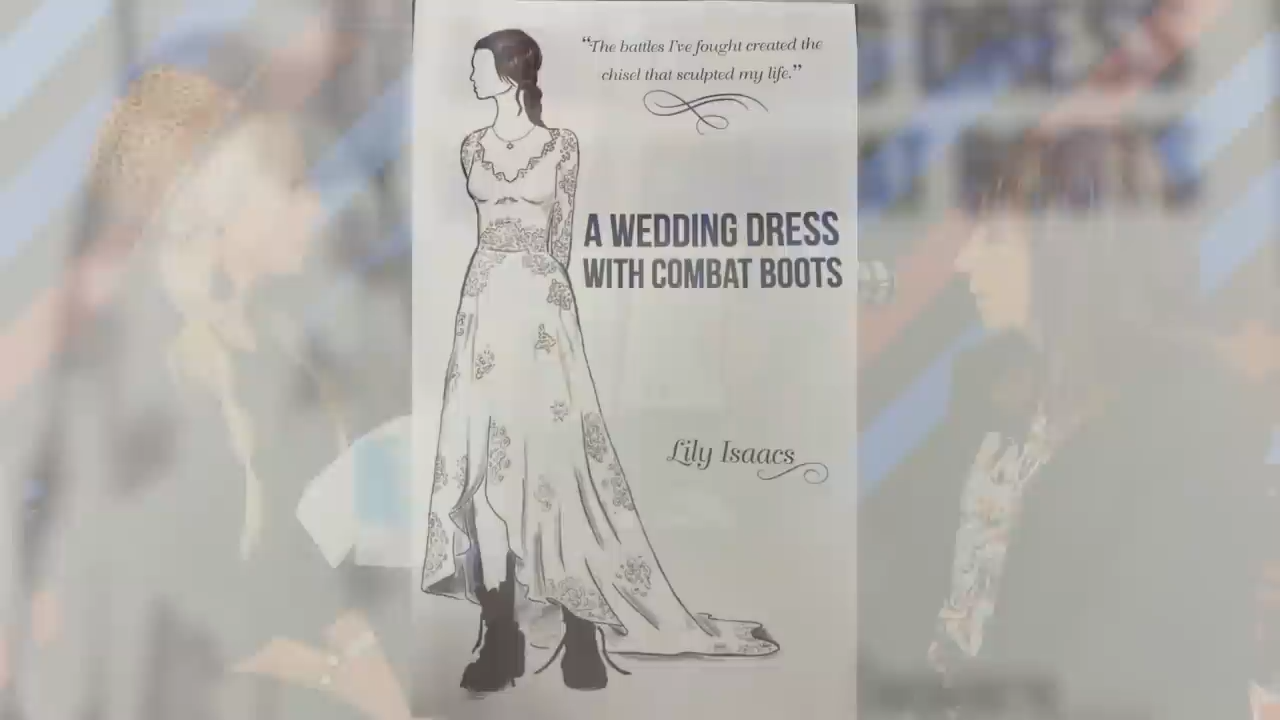 “The battles I've fought created the
chisel that sculpted my life.”
A WEDDING DRESS
WITH COMBAT BOOTS
Lily Isaacs